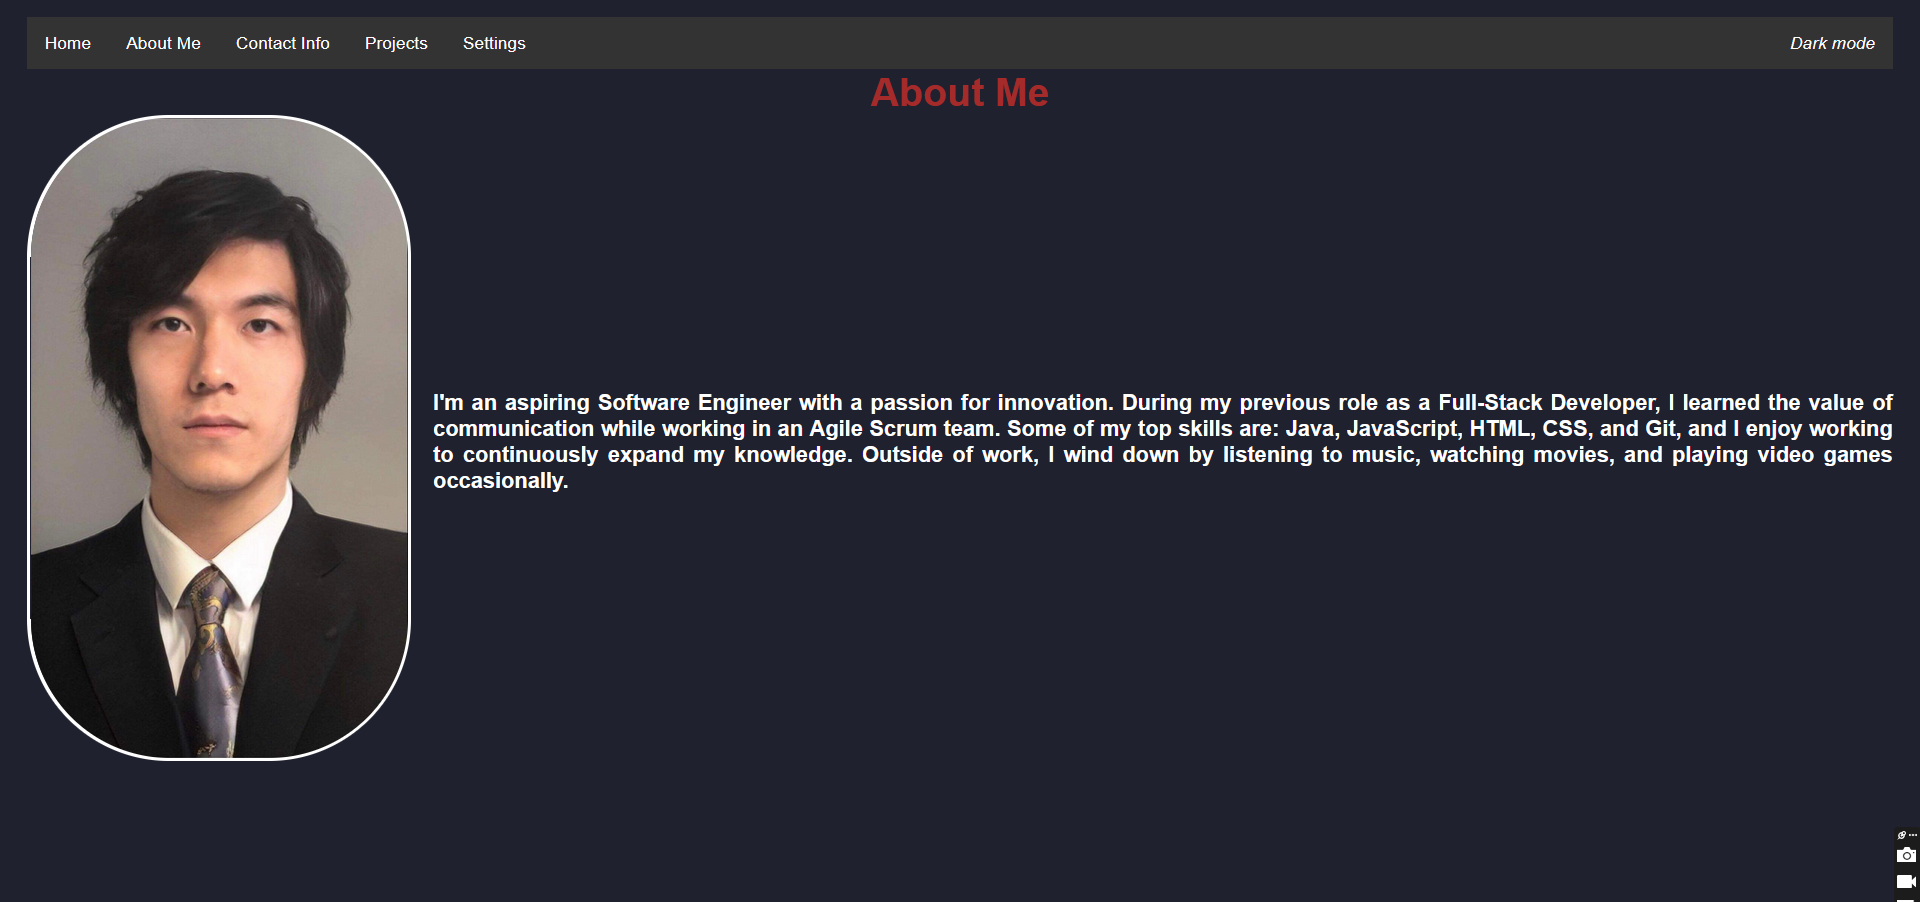 Home About Me Contact Info Projects Settings Dark mode
About Me
I'm an aspiring Software Engineer with a passion for innovation. During my previous role as a Full-Stack Developer, I learned the value of
communication while working in an Agile Scrum team. Some of my top skills are: Java, JavaScript, HTML, CSS, and Git, and I enjoy working
to continuously expand my knowledge. Outside of work, I wind down by listening to music, watching movies, and playing video games
occasionally.